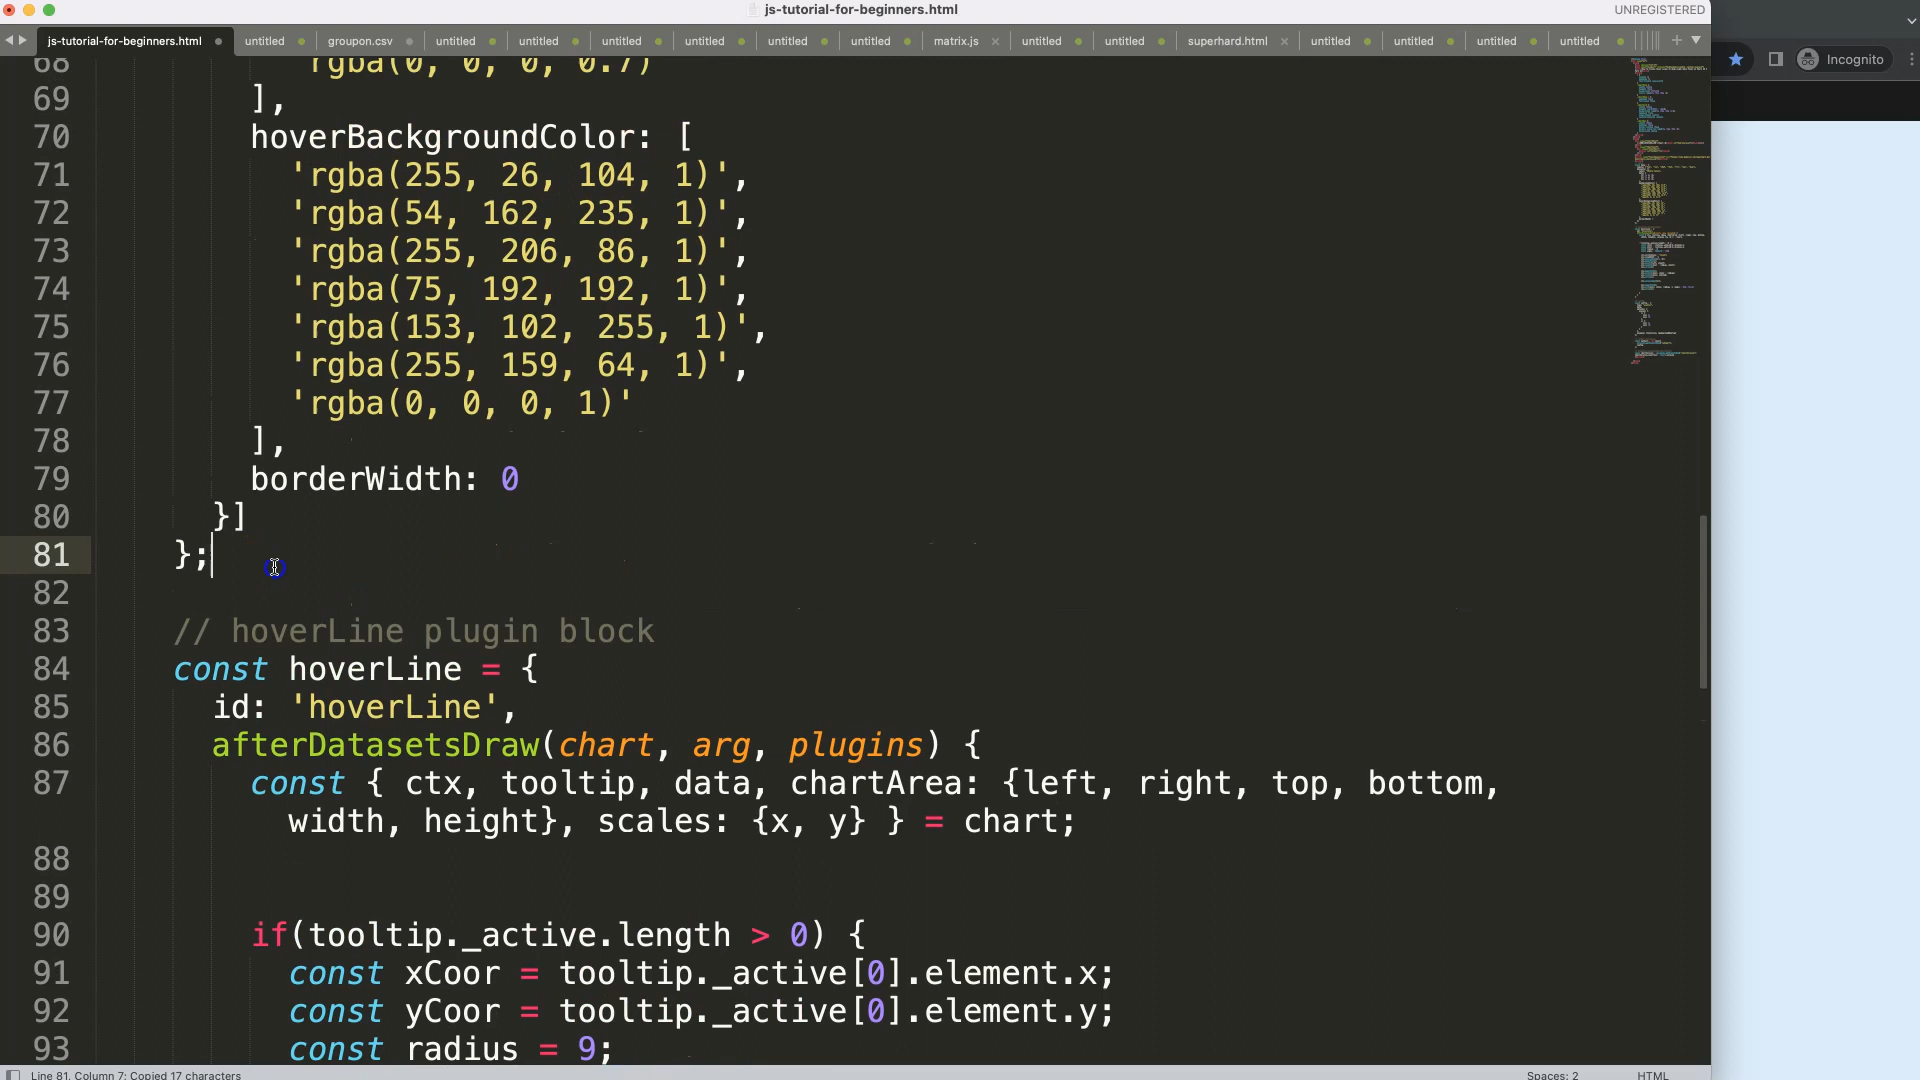 js-tutorial-for-beginners.html
UNREGISTERED
js-tutorial-for-beginners.html untitled groupon.csv untitled untitled untitled untitled untitled untitled matrix.js untitled untitled superhard.html untitled untitled untitled untitled
Incognito
68 'rgba(0, 0, 0, 0.7)'
69 ],
70 hoverBackgroundColor: [
71 'rgba(255, 26, 104, 1)',
72 'rgba(54, 162, 235, 1)',
73 'rgba(255, 206, 86, 1)',
74 'rgba(75, 192, 192, 1)',
75 'rgba(153, 102, 255, 1)',
76 'rgba(255, 159, 64, 1)',
77 'rgba(0, 0, 0, 1)'
78 ],
79 borderWidth: 0
80 }]
81 };
82
83 // hoverLine plugin block
84 const hoverLine = {
85 id: 'hoverLine',
86 afterDatasetsDraw(chart, arg, plugins) {
87 const { ctx, tooltip, data, chartArea: {left, right, top, bottom,
width, height}, scales: {x, y} } = chart;
88
89
90 if(tooltip._active.length > 0) {
91 const xCoor = tooltip._active[0].element.x;
92 const yCoor = tooltip._active[0].element.y;
93 const radius = 9;
Line 81, Column 7; Copied 17 characters
Spaces: 2
HTML